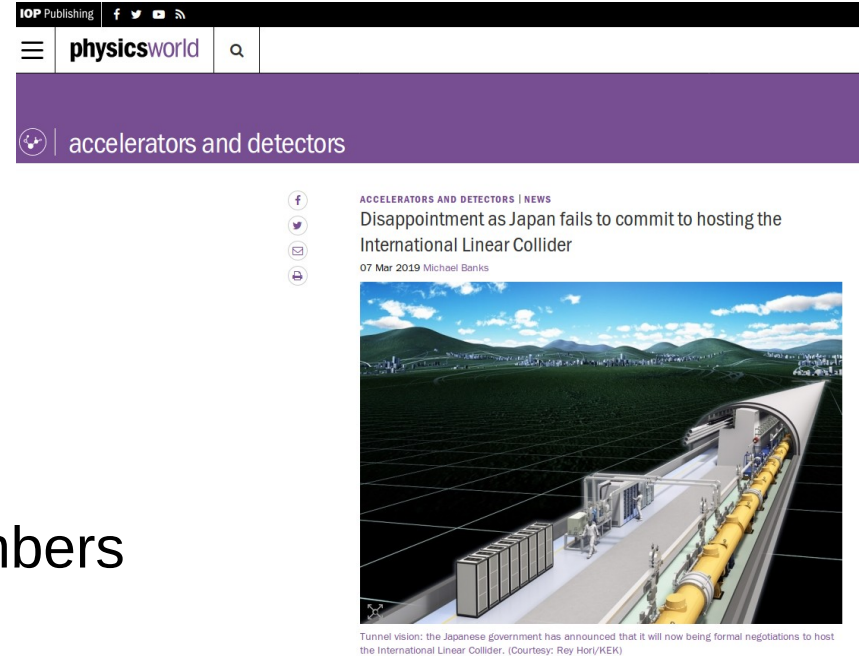 IOP Publishing
physicsworld
accelerators and detectors
ACCELERATORS AND DETECTORS | NEWS
Disappointment as Japan fails to commit to hosting the
International Linear Collider
07 Mar 2019 Michael Banks
nbers
Tunnel vision: the Japanese government has announced that it will now being formal negotiations to host
the International Linear Collider. (Courtesy: Rey Hori/KEK)